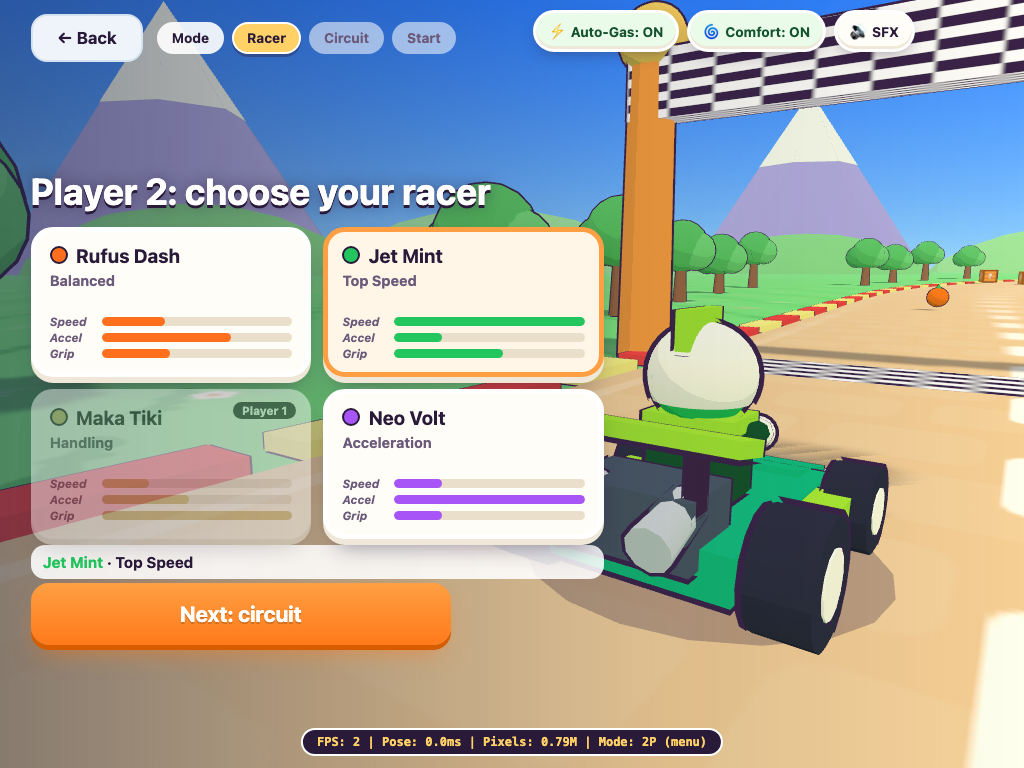 ← Back
Mode
Racer
Circuit
Start
⚡ Auto-Gas: ON
🌀 Comfort: ON
🔈 SFX
Player 2: choose your racer
Rufus Dash
Balanced
Speed
Accel
Grip
Jet Mint
Top Speed
Speed
Accel
Grip
Maka Tiki
Player 1
Handling
Speed
Accel
Grip
Neo Volt
Acceleration
Speed
Accel
Grip
Jet Mint · Top Speed
Next: circuit
FPS: 2 | Pose: 0.0ms | Pixels: 0.79M | Mode: 2P (menu)